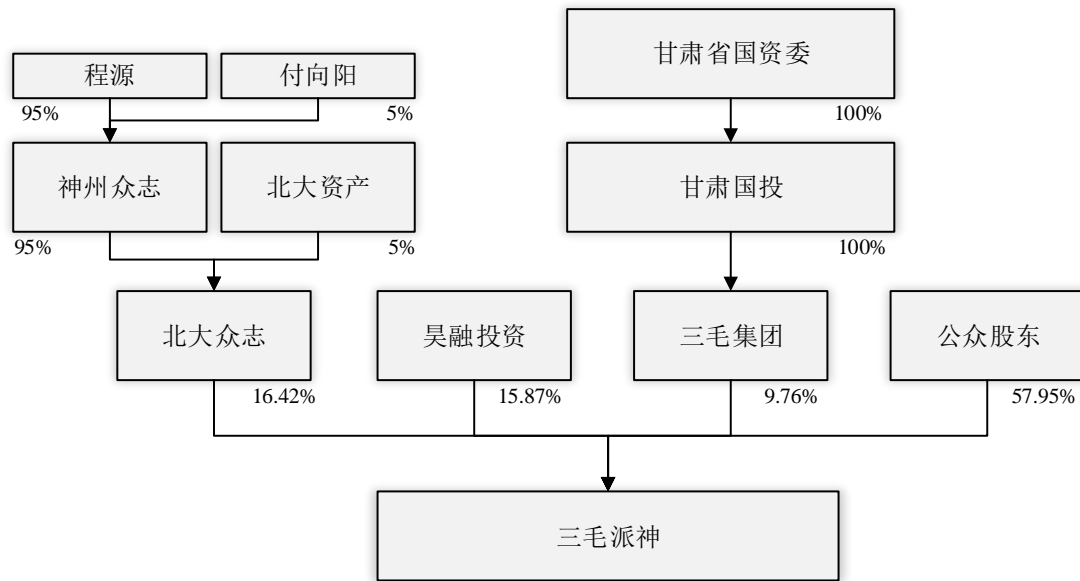 甘肃省国资委
程源
付向阳
95%
5%
100%
神州众志
北大资产
甘肃国投
95%
5%
100%
北大众志
昊融投资
三毛集团
公众股东
16.42%
15.87%
9.76%
57.95%
三毛派神